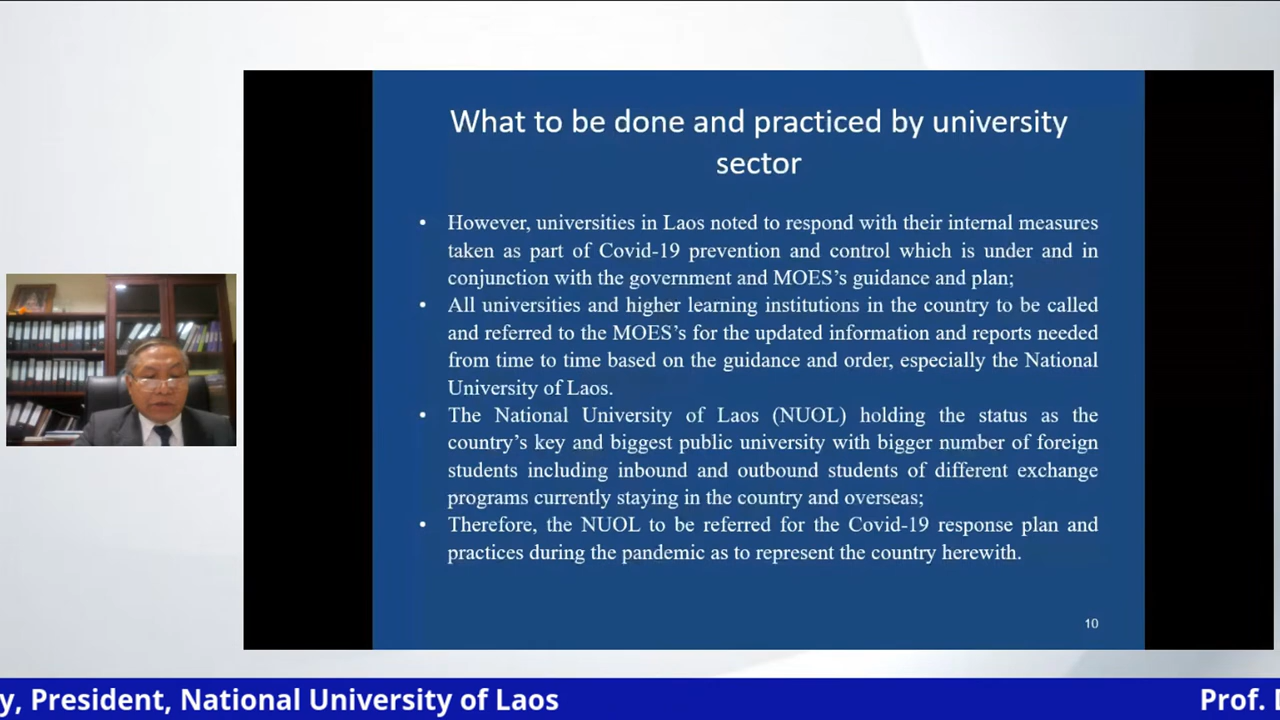 What to be done and practiced by university
sector
• However, universities in Laos noted to respond with their internal measures
taken as part of Covid-19 prevention and control which is under and in
conjunction with the government and MOES’s guidance and plan;
• All universities and higher learning institutions in the country to be called
and referred to the MOES’s for the updated information and reports needed
from time to time based on the guidance and order, especially the National
University of Laos.
• The National University of Laos (NUOL) holding the status as the
country’s key and biggest public university with bigger number of foreign
students including inbound and outbound students of different exchange
programs currently staying in the country and overseas;
• Therefore, the NUOL to be referred for the Covid-19 response plan and
practices during the pandemic as to represent the country herewith.
10
y, President, National University of Laos
Prof.